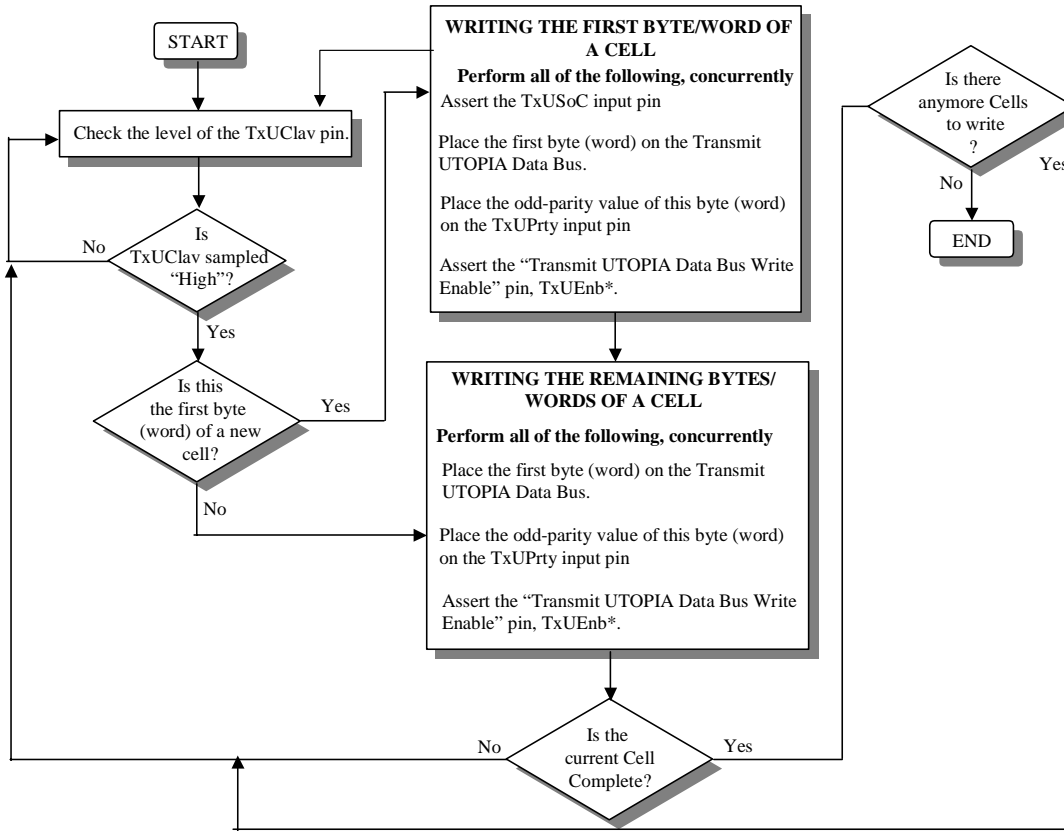 START
Check the level of the TxUClav pin.
Is
TxUClav sampled
“High”?
No
Yes
Is this
the first byte
(word) of a new
cell?
Yes
No
WRITING THE FIRST BYTE/WORD OF
A CELL
Perform all of the following, concurrently
Assert the TxUSoC input pin
Place the first byte (word) on the Transmit
UTOPIA Data Bus.
Place the odd-parity value of this byte (word)
on the TxUPrty input pin
Assert the “Transmit UTOPIA Data Bus Write
Enable” pin, TxUEnb*.
WRITING THE REMAINING BYTES/
WORDS OF A CELL
Perform all of the following, concurrently
Place the first byte (word) on the Transmit
UTOPIA Data Bus.
Place the odd-parity value of this byte (word)
on the TxUPrty input pin
Assert the “Transmit UTOPIA Data Bus Write
Enable” pin, TxUEnb*.
Is the
current Cell
Complete?
No
Yes
Is there
anymore Cells
to write
?
Yes
No
END